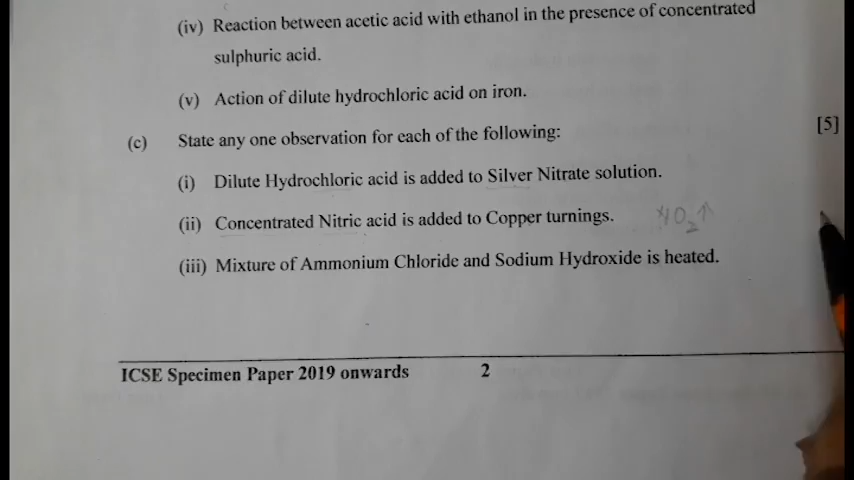 (iv) Reaction between acetic acid with ethanol in the presence of concentrated
sulphuric acid.
(v) Action of dilute hydrochloric acid on iron.
(c) State any one observation for each of the following: [5]
(i) Dilute Hydrochloric acid is added to Silver Nitrate solution.
(ii) Concentrated Nitric acid is added to Copper turnings.
(iii) Mixture of Ammonium Chloride and Sodium Hydroxide is heated.
ICSE Specimen Paper 2019 onwards 2